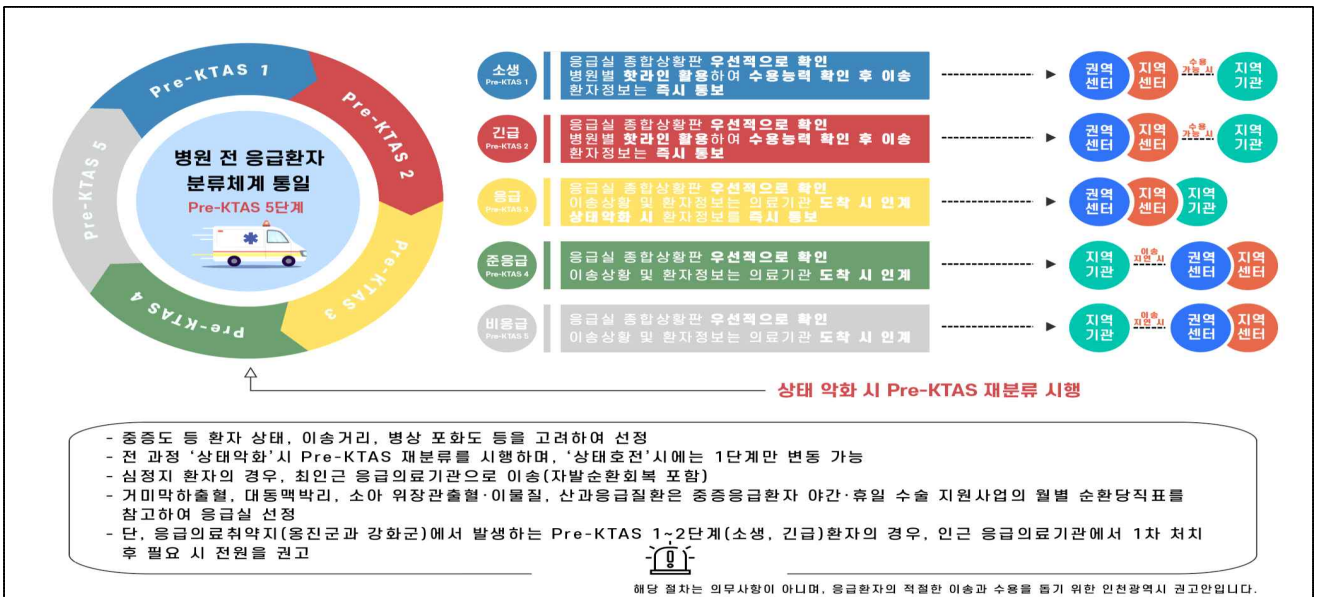 Pre-KTAS 1
Pre-KTAS 2
Pre-KTAS 3
Pre-KTAS 4
Pre-KTAS 5
병원 전 응급환자
분류체계 통일
Pre-KTAS 5단계
소생
Pre-KTAS 1
응급실 종합상황판 우선적으로 확인
병원별 핫라인 활용하여 수용능력 확인 후 이송
환자정보는 즉시 통보
권역
센터
지역
센터
수용
가능 시
지역
기관
긴급
Pre-KTAS 2
응급실 종합상황판 우선적으로 확인
병원별 핫라인 활용하여 수용능력 확인 후 이송
환자정보는 즉시 통보
권역
센터
지역
센터
수용
가능 시
지역
기관
응급
Pre-KTAS 3
응급실 종합상황판 우선적으로 확인
이송상황 및 환자정보는 의료기관 도착 시 인계
상태악화 시 환자정보를 즉시 통보
권역
센터
지역
센터
지역
기관
준응급
Pre-KTAS 4
응급실 종합상황판 우선적으로 확인
이송상황 및 환자정보는 의료기관 도착 시 인계
지역
기관
이송
지연 시
권역
센터
지역
센터
비응급
Pre-KTAS 5
응급실 종합상황판 우선적으로 확인
이송상황 및 환자정보는 의료기관 도착 시 인계
지역
기관
이송
지연 시
권역
센터
지역
센터
상태 악화 시 Pre-KTAS 재분류 시행
- 중증도 등 환자 상태, 이송거리, 병상 포화도 등을 고려하여 선정
- 전 과정 ‘상태악화’시 Pre-KTAS 재분류를 시행하며, ‘상태호전’시에는 1단계만 변동 가능
- 심정지 환자의 경우, 최인근 응급의료기관으로 이송(자발순환회복 포함)
- 거미막하출혈, 대동맥박리, 소아 위장관출혈·이물질, 산과응급질환은 중증응급환자 야간·휴일 수술 지원사업의 월별 순환당직표를
참고하여 응급실 선정
- 단, 응급의료취약지(옹진군과 강화군)에서 발생하는 Pre-KTAS 1~2단계(소생, 긴급)환자의 경우, 인근 응급의료기관에서 1차 처치
후 필요 시 전원을 권고
해당 절차는 의무사항이 아니며, 응급환자의 적절한 이송과 수용을 돕기 위한 인천광역시 권고안입니다.